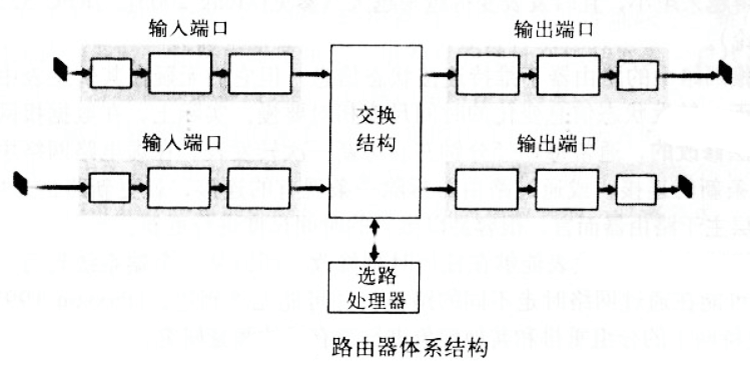 输入端口
输出端口
交换
结构
输入端口
输出端口
选路
处理器
路由器体系结构